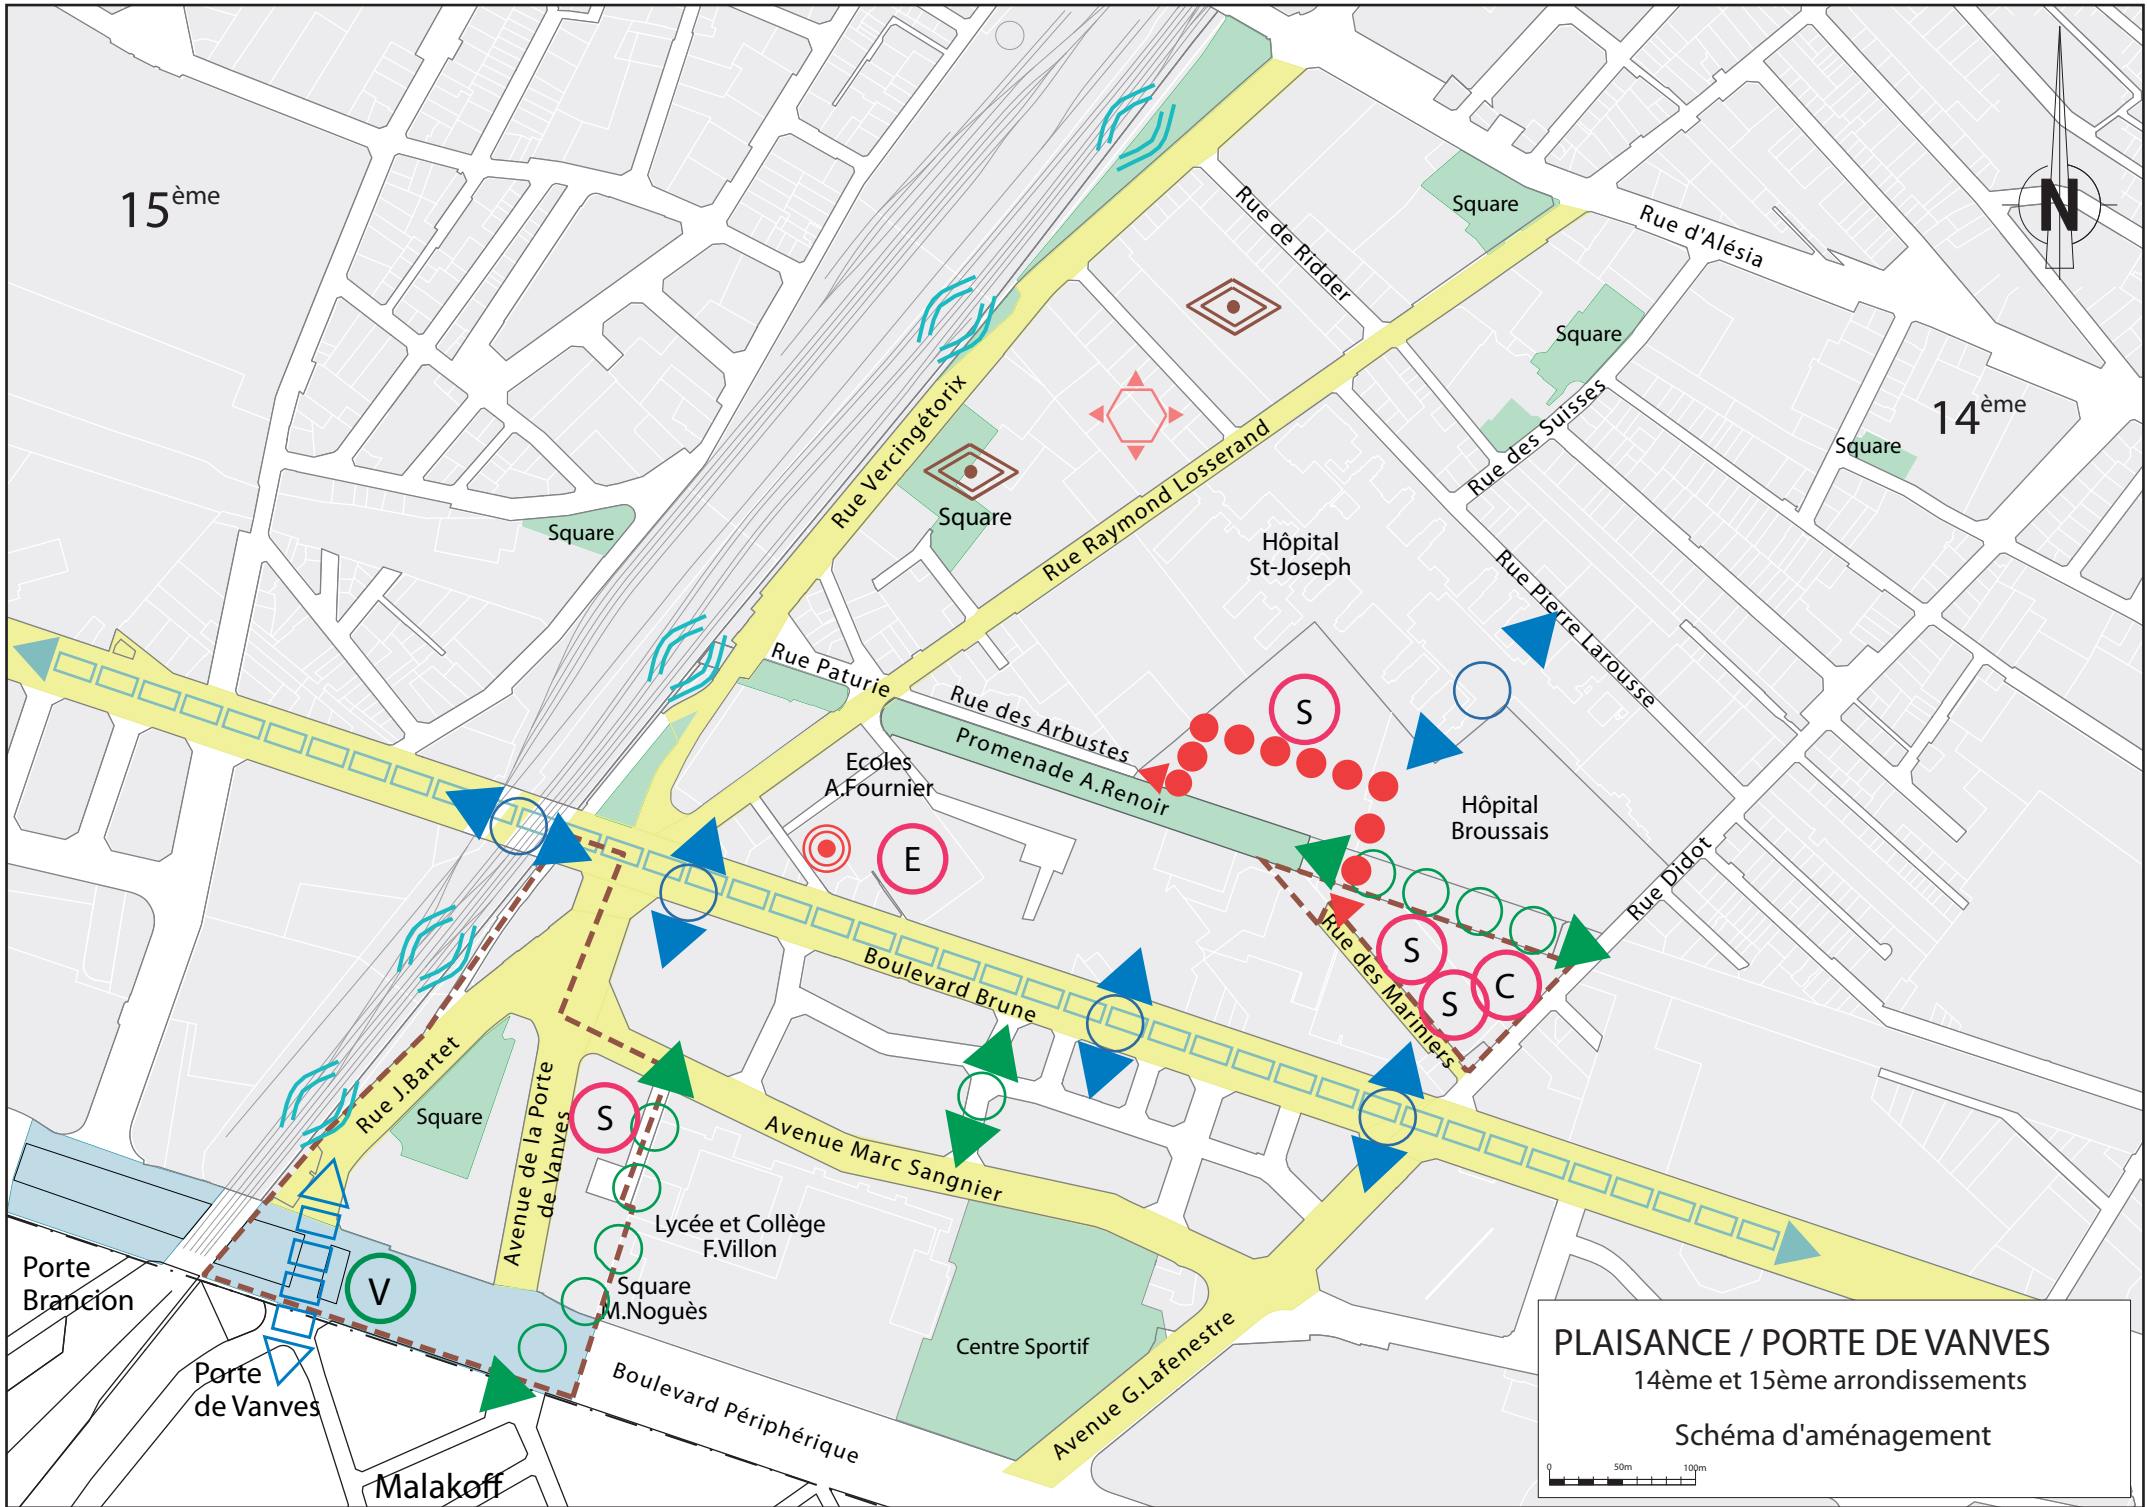 15ème
N
Square
Rue d'Alésia
Rue de Ridder
Square
14ème
Square
Rue des Suisses
Rue Vercingétorix
Square
Rue Raymond Losserand
Square
Hôpital
St-Joseph
Rue Pierre Larousse
Rue Paturie
Rue des Arbustes
Promenade A.Renoir
S
Ecoles
A.Fournier
E
Hôpital
Broussais
Rue Didot
Rue des Mariniers
S
S
C
Boulevard Brune
Rue J.Bartet
Square
Avenue de la Porte
de Vanves
S
Avenue Marc Sangnier
Lycée et Collège
F.Villon
Square
M.Noguès
V
Porte
Brancion
Porte
de Vanves
Malakoff
Boulevard Périphérique
Centre Sportif
Avenue G.Lafenestre
PLAISANCE / PORTE DE VANVES
14ème et 15ème arrondissements
Schéma d'aménagement
0 50m 100m